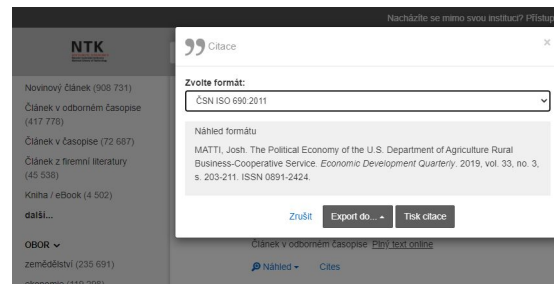 Nacházíte se mimo svou instituci? Přístup
NTK
Citace
×
Zvolte formát:
ČSN ISO 690:2011
Náhled formátu
MATTI, Josh. The Political Economy of the U.S. Department of Agriculture Rural
Business-Cooperative Service. Economic Development Quarterly. 2019, vol. 33, no. 3,
s. 203-211. ISSN 0891-2424.
Zrušit
Export do...
Tisk citace
Novinový článek (908 731)
Článek v odborném časopise
(417 778)
Článek v časopise (72 687)
Článek z firemní literatury
(45 538)
Kniha / eBook (4 502)
další...
OBOR
zemědělství (235 691)
Článek v odborném časopise Plný text online
Náhled
Cites